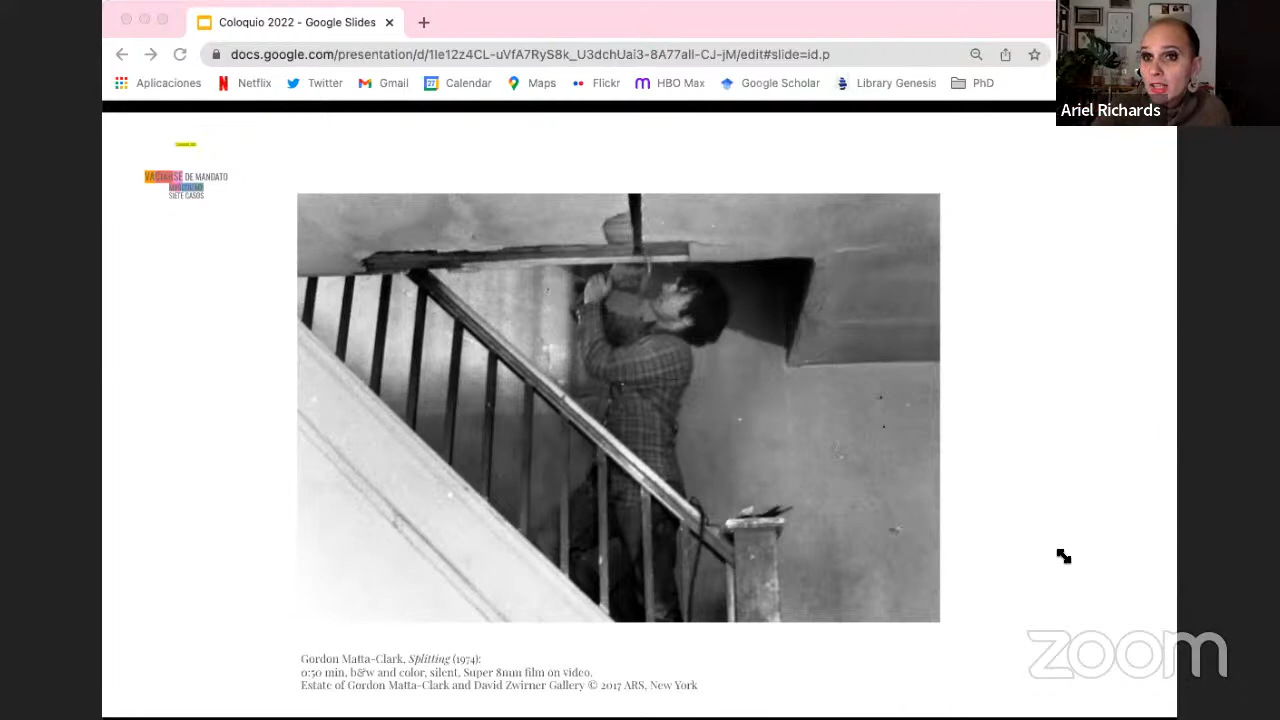 Coloquio 2022 - Google Slides
docs.google.com/presentation/d/1Ie12z4CL-uVfA7RyS8k_U3dchUai3-8A77all-CJ-jM/edit#slide=id.p
Aplicaciones Netflix Twitter Gmail Calendar Maps Flickr HBO Max Google Scholar Library Genesis PhD
Ariel Richards
VACIARSE DE MANDATO
SIETE CASOS
Gordon Matta-Clark, Splitting (1974):
0:50 min, b&w and color, silent, Super 8mm film on video.
Estate of Gordon Matta-Clark and David Zwirner Gallery © 2017 ARS, New York
zoom